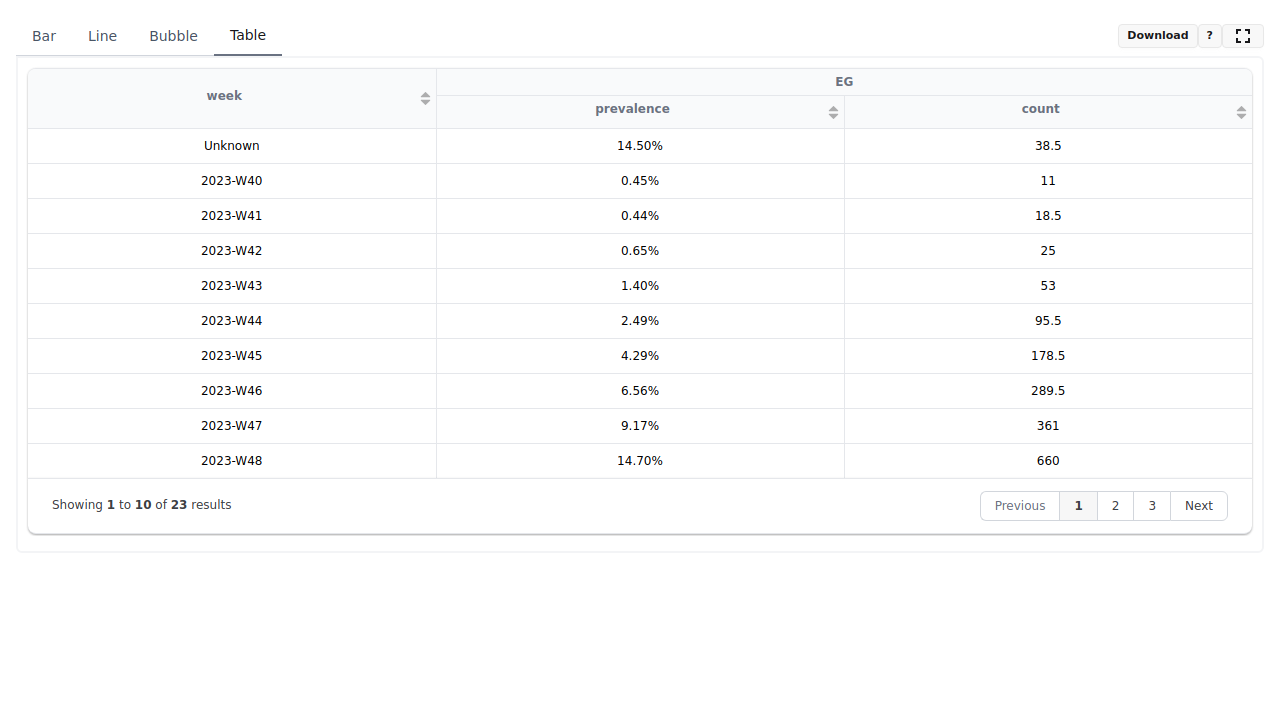 Bar Line Bubble Table Download ?
week EG
prevalence count
Unknown 14.50% 38.5
2023-W40 0.45% 11
2023-W41 0.44% 18.5
2023-W42 0.65% 25
2023-W43 1.40% 53
2023-W44 2.49% 95.5
2023-W45 4.29% 178.5
2023-W46 6.56% 289.5
2023-W47 9.17% 361
2023-W48 14.70% 660
Showing 1 to 10 of 23 results Previous 1 2 3 Next